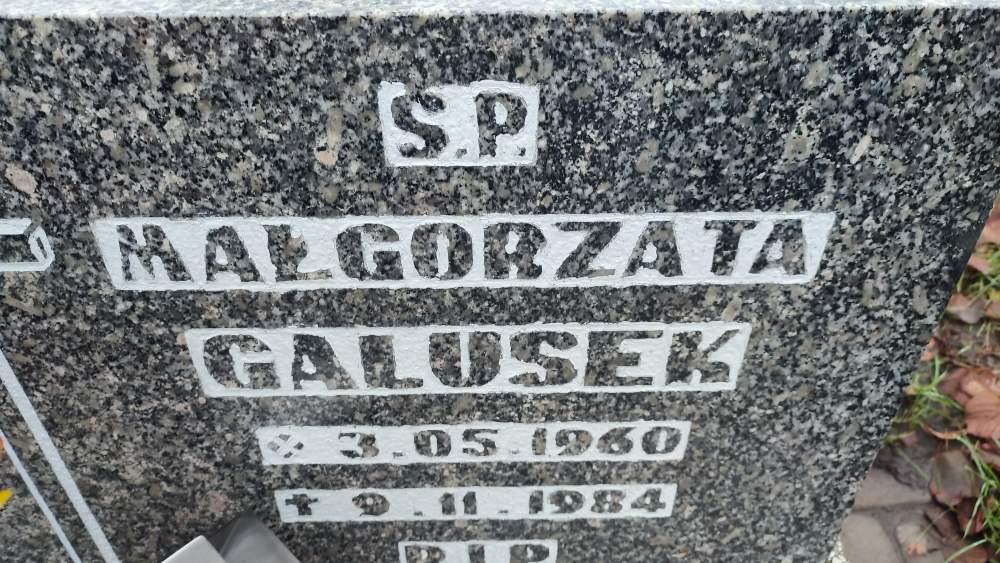 S.P.
MAŁGORZATA
GALUSEK
3.05.1960
✝ 9.11.1984
R.I.P.